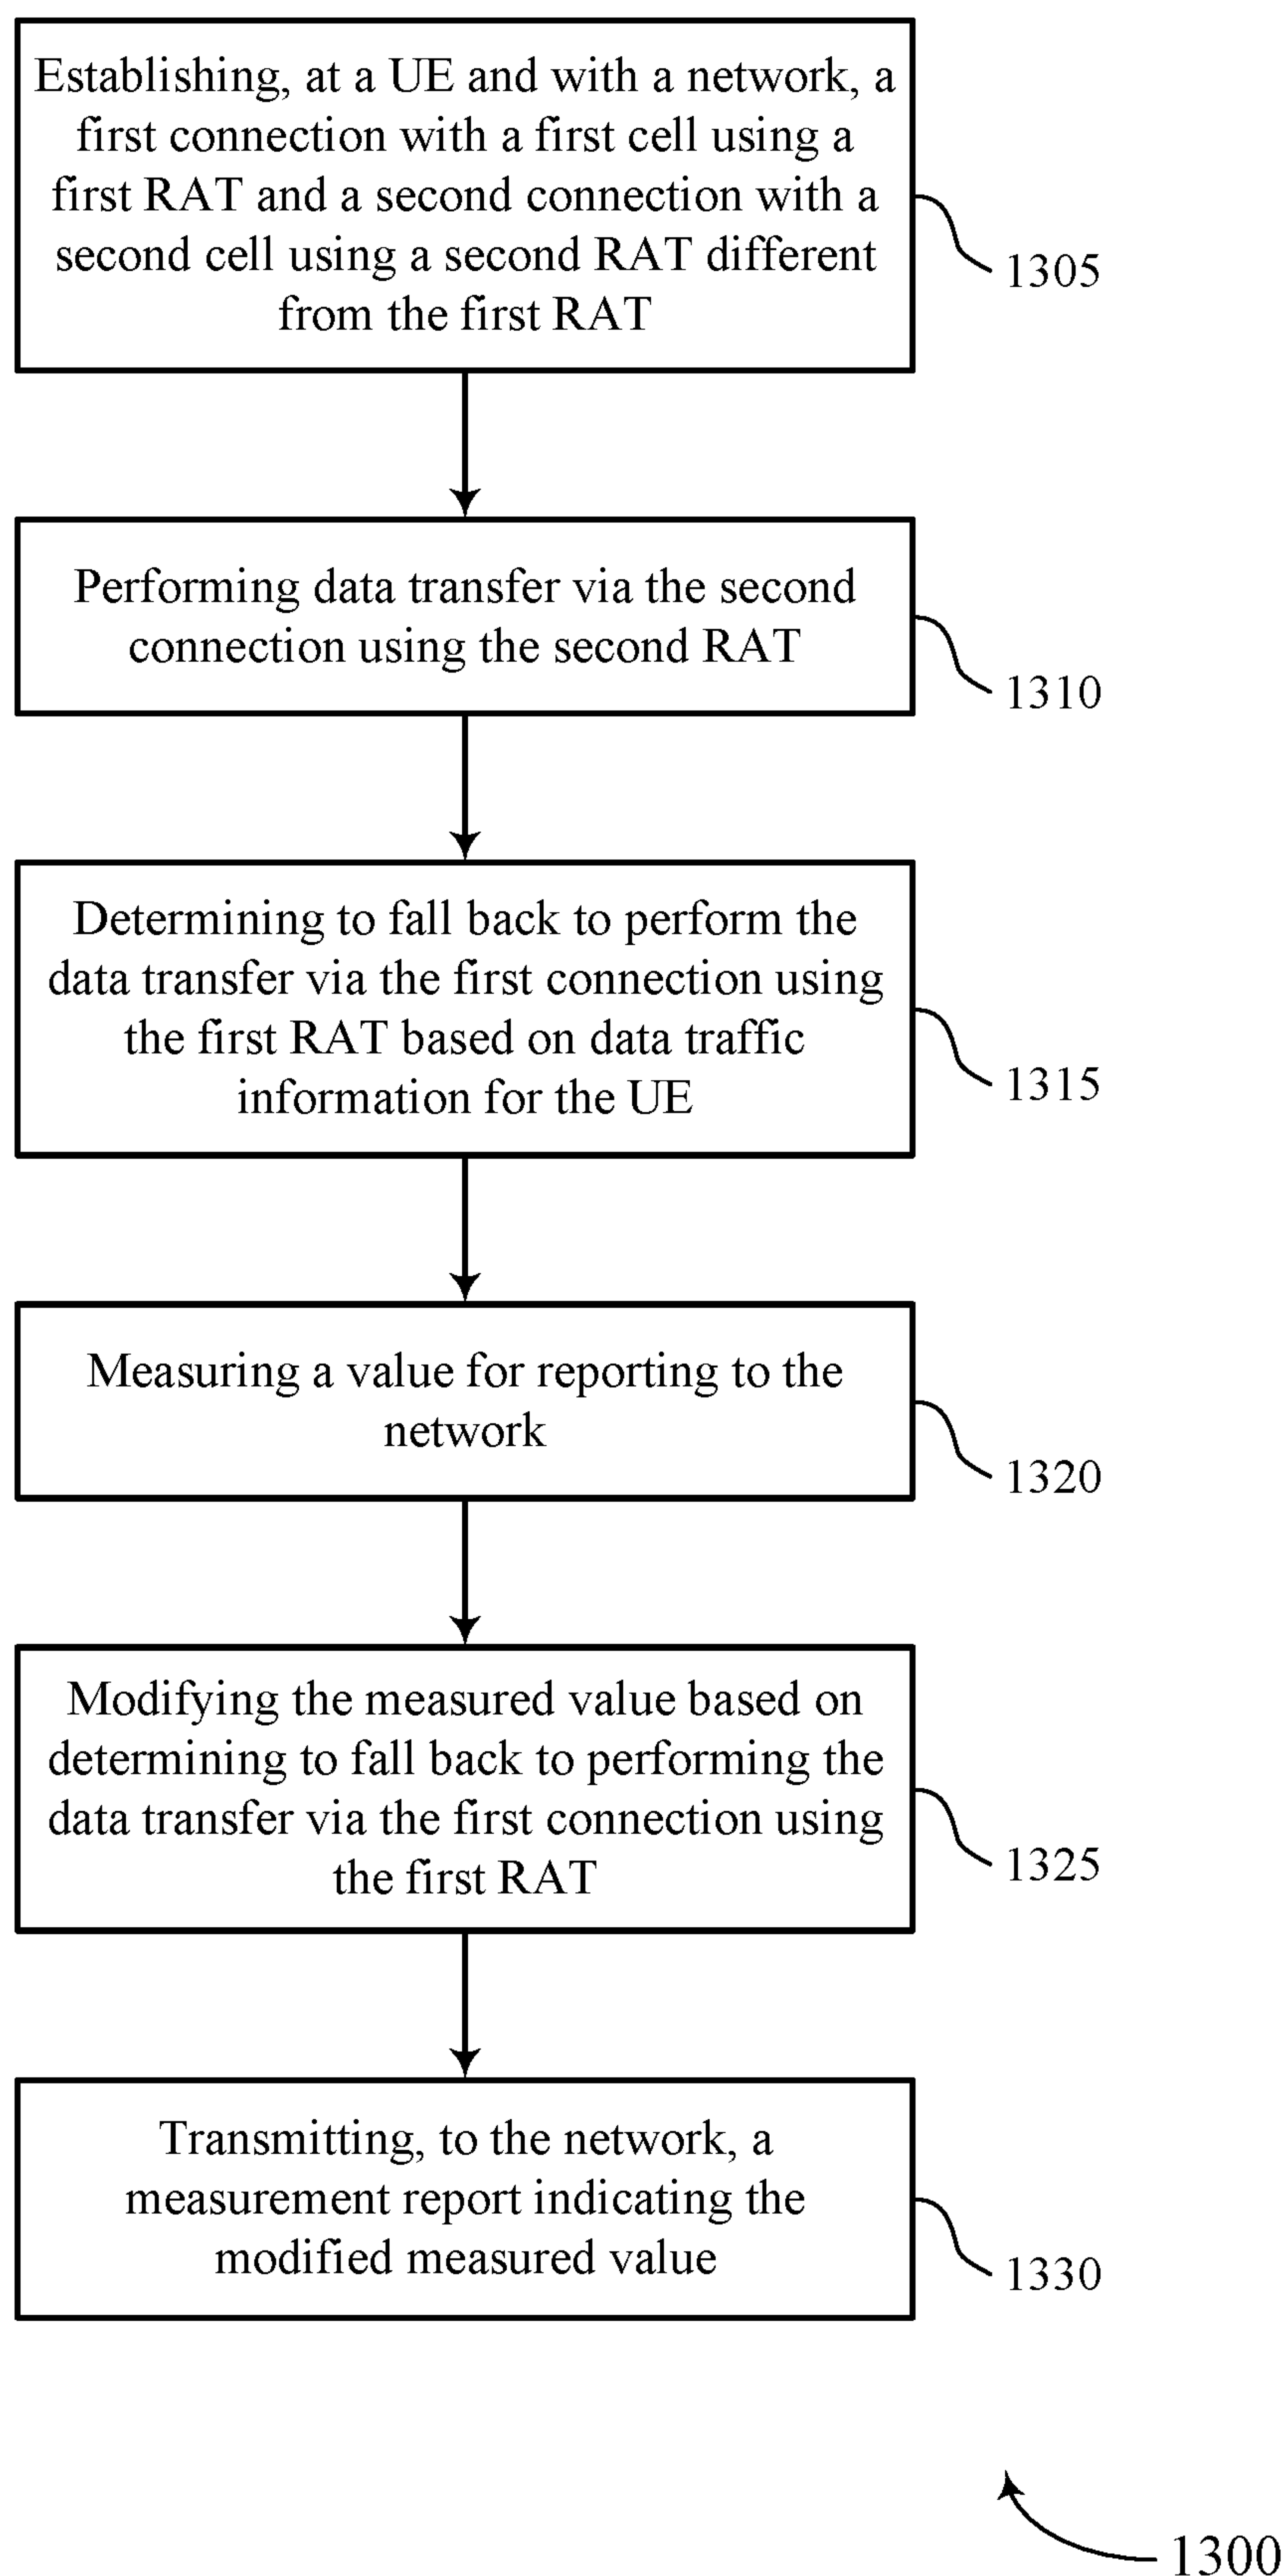 Establishing, at a UE and with a network, a
first connection with a first cell using a
first RAT and a second connection with a
second cell using a second RAT different
from the first RAT
1305
Performing data transfer via the second
connection using the second RAT
1310
Determining to fall back to perform the
data transfer via the first connection using
the first RAT based on data traffic
information for the UE
1315
Measuring a value for reporting to the
network
1320
Modifying the measured value based on
determining to fall back to performing the
data transfer via the first connection using
the first RAT
1325
Transmitting, to the network, a
measurement report indicating the
modified measured value
1330
1300